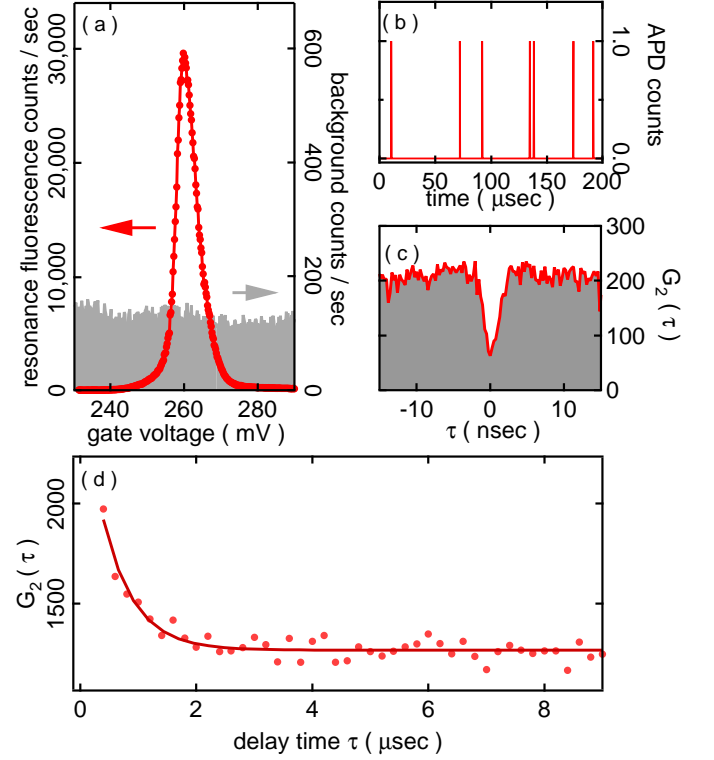 ( a )
resonance fluorescence counts / sec
30,000
20,000
10,000
0
600
400
200
0
background counts / sec
240 260 280
gate voltage ( mV )
( b )
1.0
0.0
APD counts
0 50 100 150 200
time ( μsec )
( c )
300
200
100
0
G2 ( τ )
-10 0 10
τ ( nsec )
( d )
2000
1500
G2 ( τ )
0 2 4 6 8
delay time τ ( μsec )